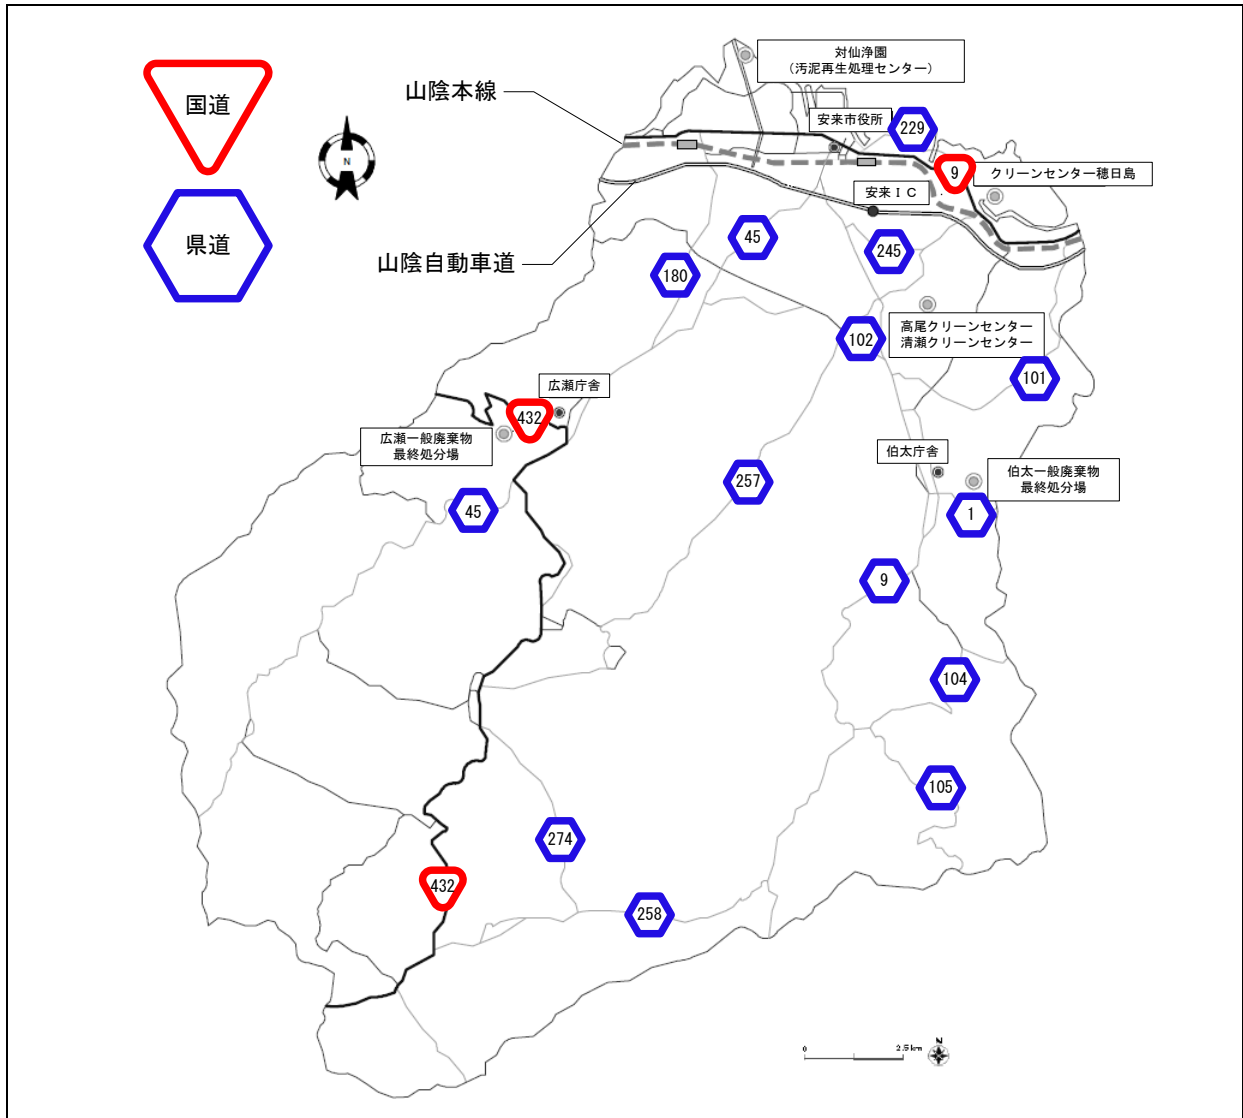 対仙浄園
(汚泥再生処理センター)
国道
山陰本線
安来市役所
229
N
9
クリーンセンター穂日島
安来IC
県道
45
245
山陰自動車道
180
高尾クリーンセンター
清瀬クリーンセンター
102
101
広瀬庁舎
432
広瀬一般廃棄物
最終処分場
伯太庁舎
伯太一般廃棄物
最終処分場
257
45
1
9
104
105
274
432
258
0
2.5km
N